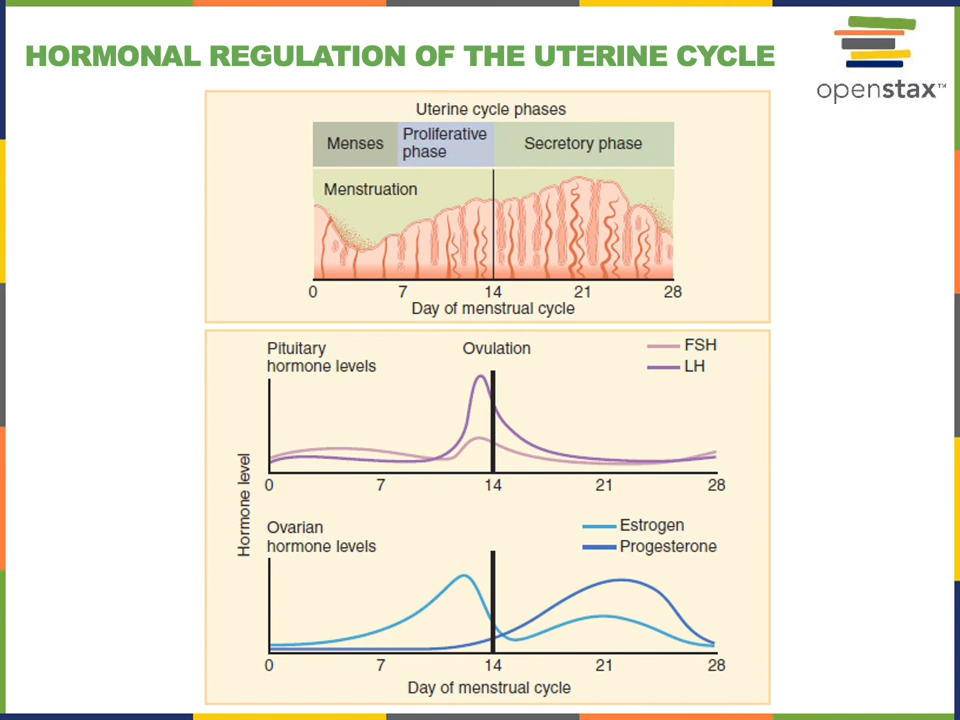 HORMONAL REGULATION OF THE UTERINE CYCLE
openstax™
Uterine cycle phases
Menses
Proliferative
phase
Secretory phase
Menstruation
0 7 14 21 28
Day of menstrual cycle
Pituitary
hormone levels
Ovulation
FSH
LH
0 7 14 21 28
Hormone level
Ovarian
hormone levels
Estrogen
Progesterone
0 7 14 21 28
Day of menstrual cycle